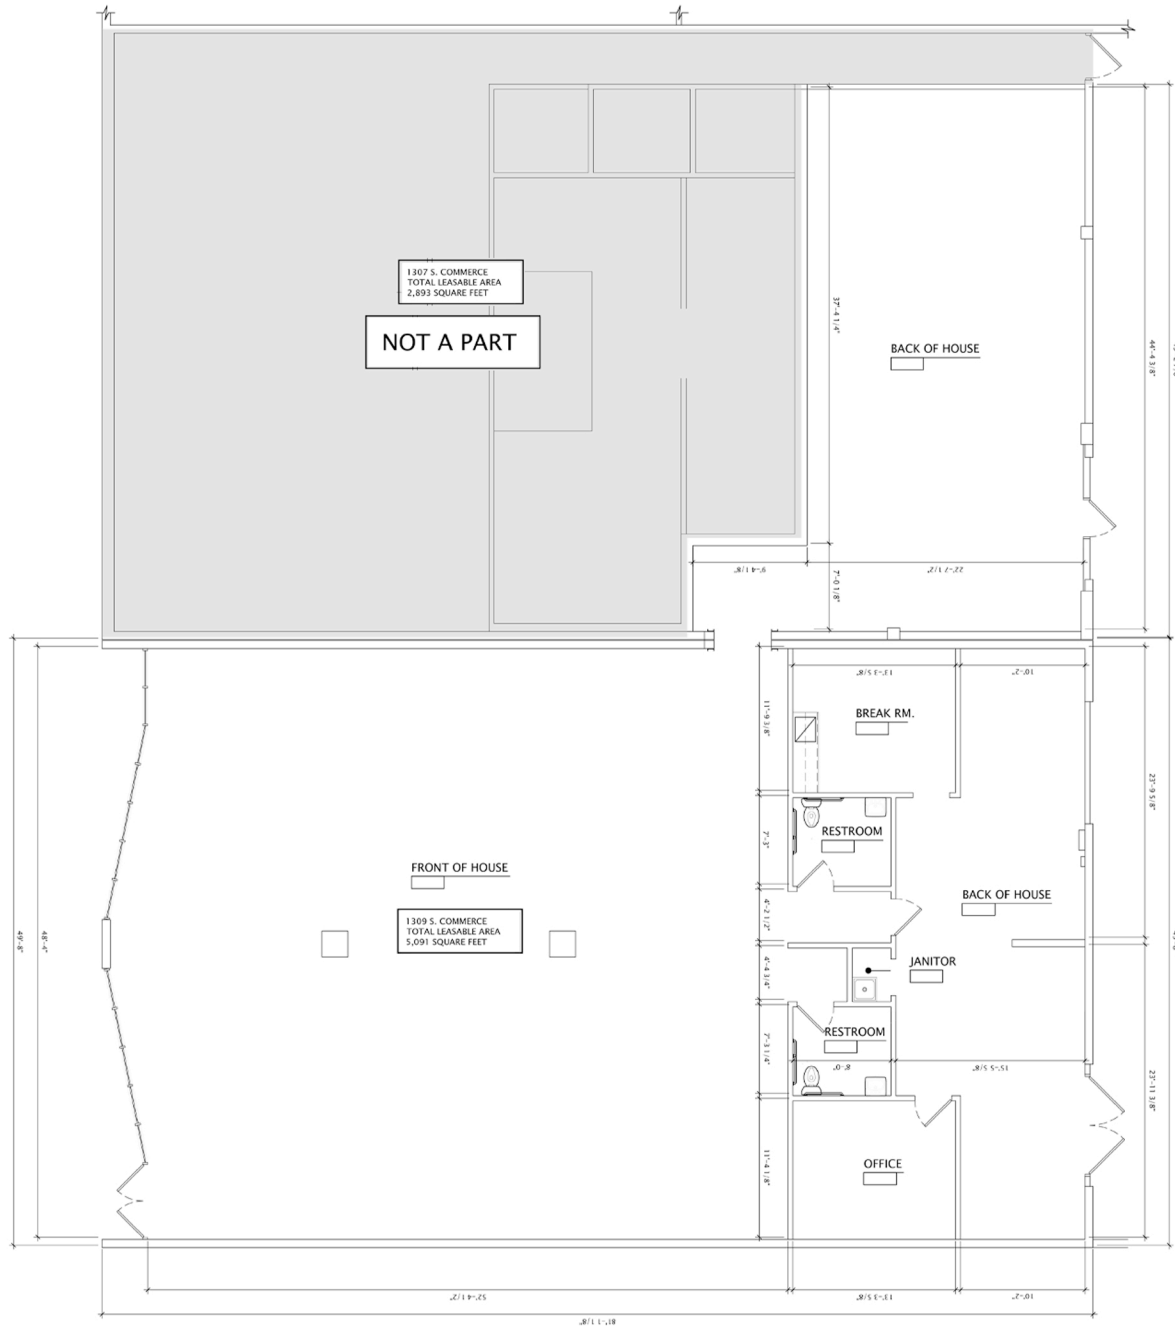 1307 S. COMMERCE
TOTAL LEASABLE AREA
2,893 SQUARE FEET
NOT A PART
37'-4 1/4"
BACK OF HOUSE
44'-4 3/8"
9'-4 1/8"
7'-0 1/8"
22'-7 1/2"
13'-3 5/8"
10'-2"
11'-9 3/8"
BREAK RM.
23'-9 5/8"
7'-3"
RESTROOM
FRONT OF HOUSE
BACK OF HOUSE
1309 S. COMMERCE
TOTAL LEASABLE AREA
5,091 SQUARE FEET
4'-2 1/2"
49'-8"
48'-4"
4'-4 3/4"
JANITOR
RESTROOM
7'-3 1/4"
8'-0"
15'-5 5/8"
23'-11 3/8"
11'-4 1/8"
OFFICE
52'-4 1/2"
13'-3 5/8"
10'-2"
81'-1 1/8"